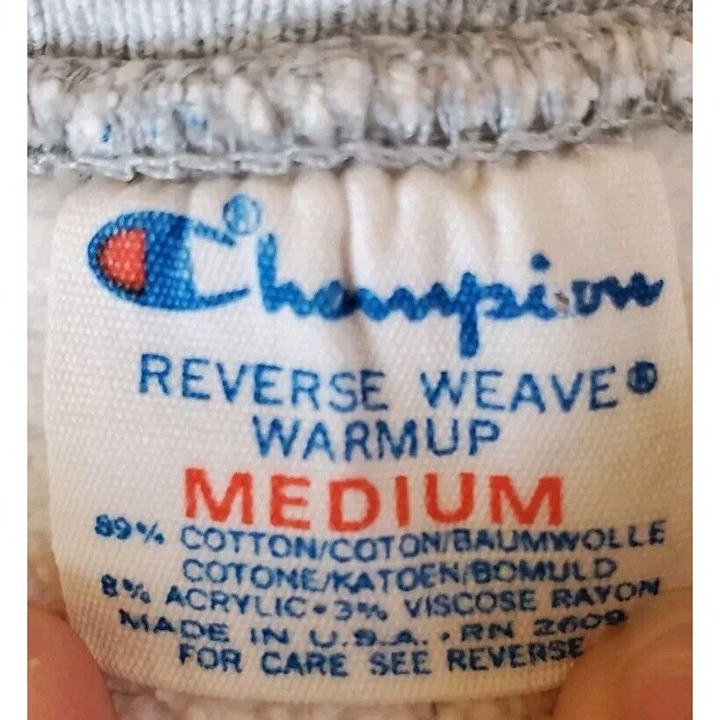 Champion®
REVERSE WEAVE®
WARMUP
MEDIUM
89% COTTON/COTON/BAUMWOLLE
COTONE/KATOEN/BOMULD
8% ACRYLIC•3% VISCOSE RAYON
MADE IN U.S.A. • RN 2609
FOR CARE SEE REVERSE